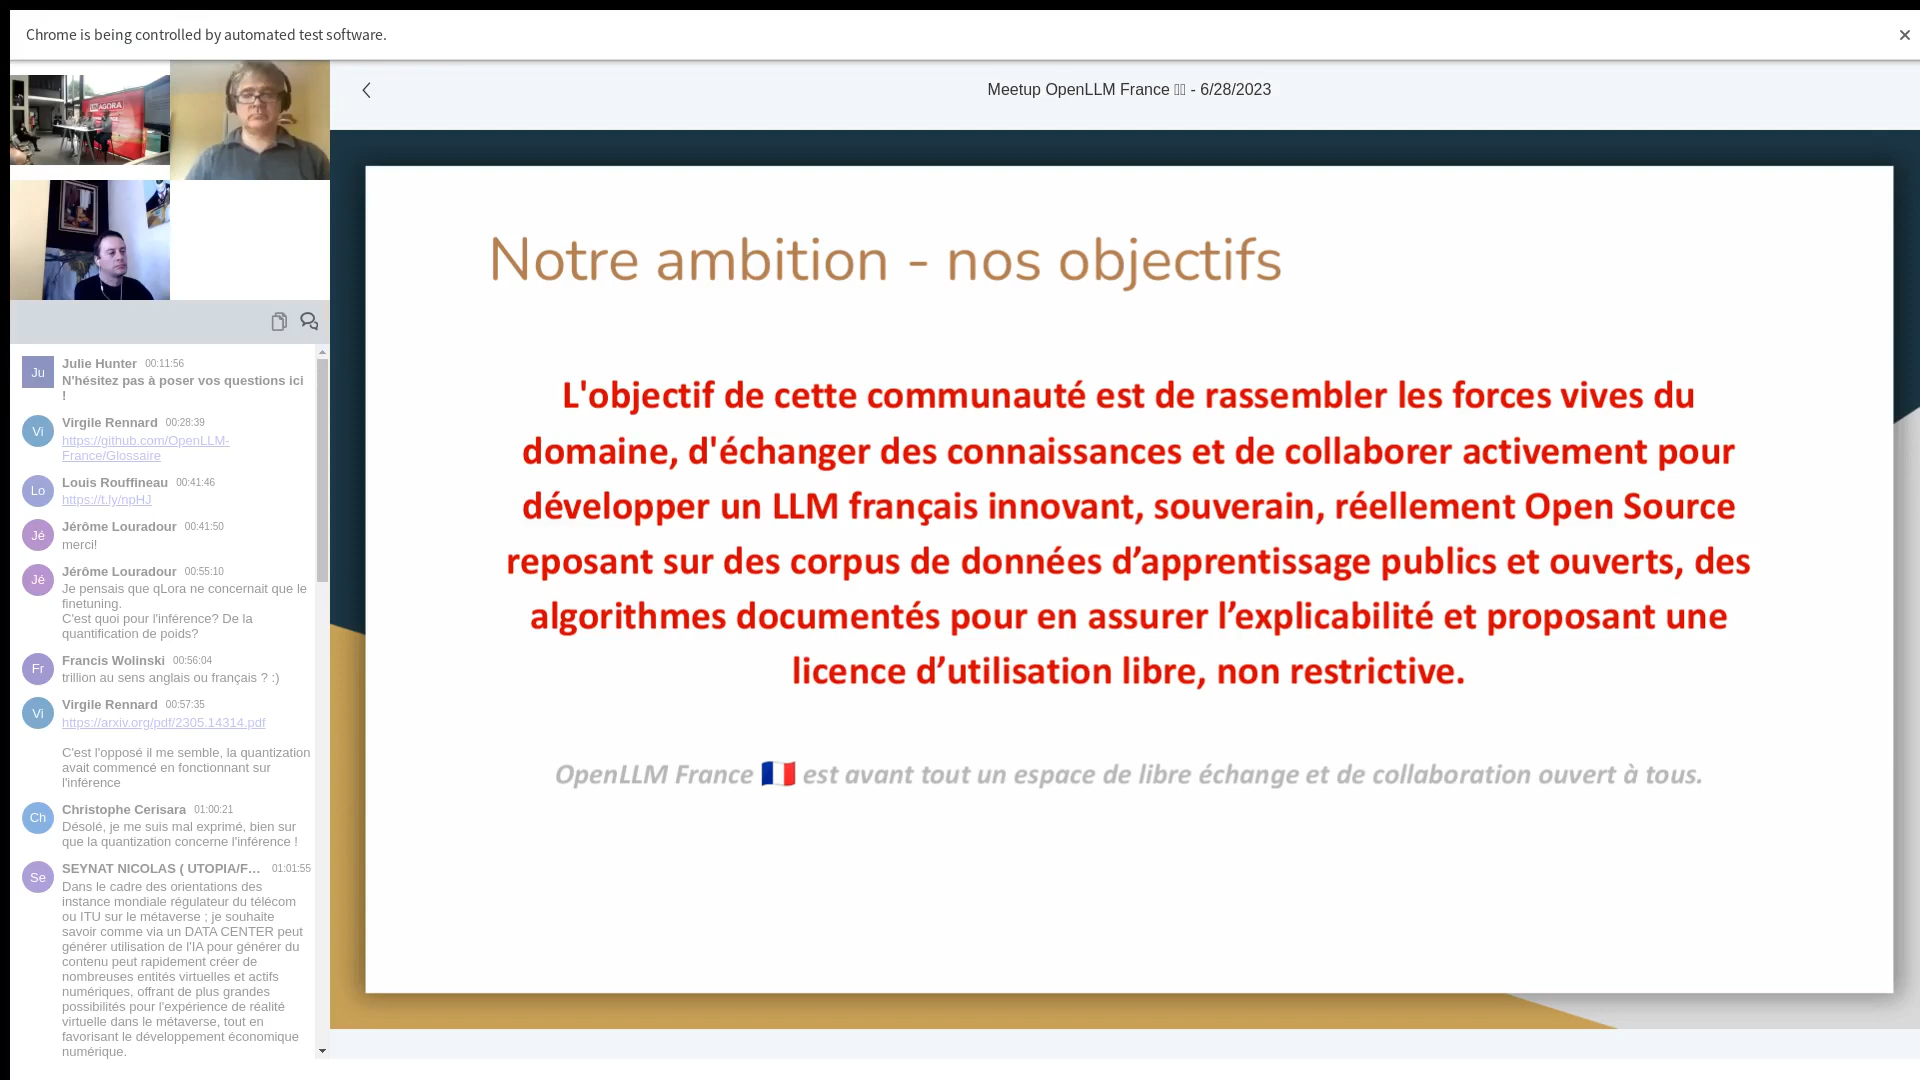 Chrome is being controlled by automated test software.
LINAGORA
Meetup OpenLLM France - 6/28/2023
Ju
Julie Hunter 00:11:56
N'hésitez pas à poser vos questions ici
!
Vi
Virgile Rennard 00:28:39
https://github.com/OpenLLM-
France/Glossaire
Lo
Louis Rouffineau 00:41:46
https://t.ly/npHJ
Jé
Jérôme Louradour 00:41:50
merci!
Jé
Jérôme Louradour 00:55:10
Je pensais que qLora ne concernait que le
finetuning.
C'est quoi pour l'inférence? De la
quantification de poids?
Fr
Francis Wolinski 00:56:04
trillion au sens anglais ou français ? :)
Vi
Virgile Rennard 00:57:35
https://arxiv.org/pdf/2305.14314.pdf
C'est l'opposé il me semble, la quantization
avait commencé en fonctionnant sur
l'inférence
Ch
Christophe Cerisara 01:00:21
Désolé, je me suis mal exprimé, bien sur
que la quantization concerne l'inférence !
Se
SEYNAT NICOLAS ( UTOPIA/F... 01:01:55
Dans le cadre des orientations des
instance mondiale régulateur du télécom
ou ITU sur le métaverse ; je souhaite
savoir comme via un DATA CENTER peut
générer utilisation de l'IA pour générer du
contenu peut rapidement créer de
nombreuses entités virtuelles et actifs
numériques, offrant de plus grandes
possibilités pour l'expérience de réalité
virtuelle dans le métaverse, tout en
favorisant le développement économique
numérique.
Notre ambition - nos objectifs
L'objectif de cette communauté est de rassembler les forces vives du
domaine, d'échanger des connaissances et de collaborer activement pour
développer un LLM français innovant, souverain, réellement Open Source
reposant sur des corpus de données d’apprentissage publics et ouverts, des
algorithmes documentés pour en assurer l’explicabilité et proposant une
licence d’utilisation libre, non restrictive.
OpenLLM France 🇫🇷 est avant tout un espace de libre échange et de collaboration ouvert à tous.